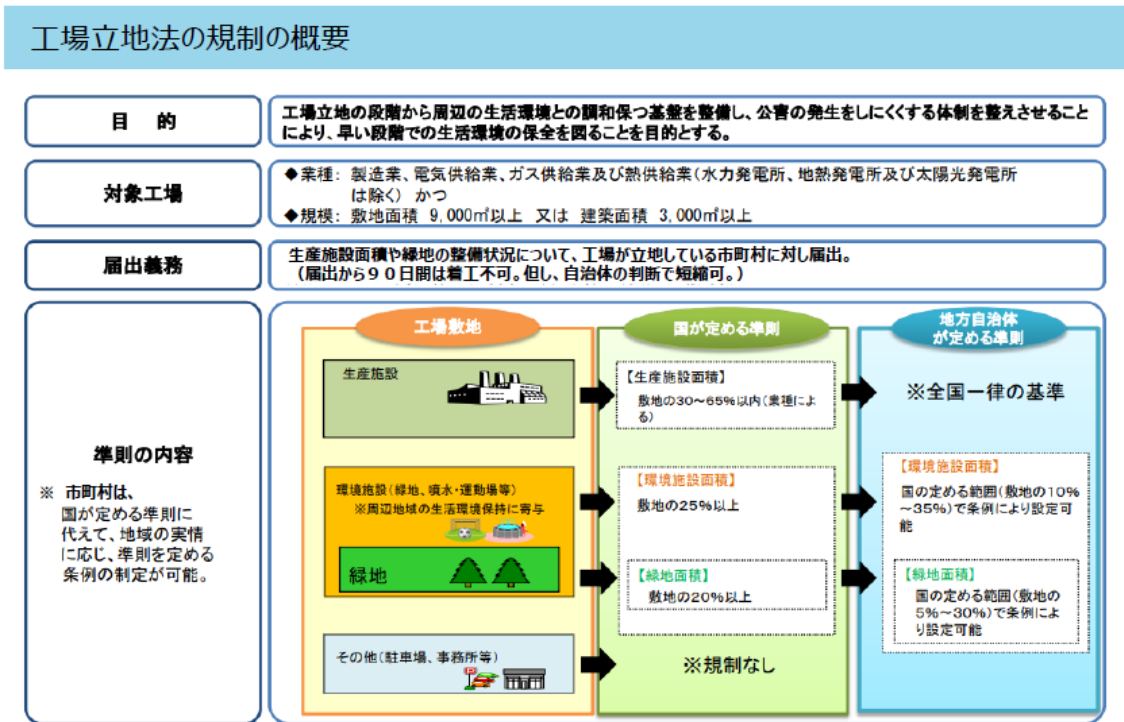 工場立地法の規制の概要
目　的
工場立地の段階から周辺の生活環境との調和保つ基盤を整備し、公害の発生をしにくくする体制を整えさせること
により、早い段階での生活環境の保全を図ることを目的とする。
対象工場
◆業種： 製造業、電気供給業、ガス供給業及び熱供給業（水力発電所、地熱発電所及び太陽光発電所
は除く） かつ
◆規模： 敷地面積 9,000㎡以上 又は 建築面積 3,000㎡以上
届出義務
生産施設面積や緑地の整備状況について、工場が立地している市町村に対し届出。
（届出から９０日間は着工不可。但し、自治体の判断で短縮可。）
準則の内容
※ 市町村は、
国が定める準則に
代えて、地域の実情
に応じ、準則を定める
条例の制定が可能。
工場敷地
生産施設
環境施設（緑地、噴水・運動場等）
※周辺地域の生活環境保持に寄与
緑地
その他（駐車場、事務所等）
国が定める準則
【生産施設面積】
敷地の30～65%以内（業種によ
る）
【環境施設面積】
敷地の25%以上
【緑地面積】
敷地の20%以上
※規制なし
地方自治体
が定める準則
※全国一律の基準
【環境施設面積】
国の定める範囲（敷地の10%
～35%）で条例により設定可
能
【緑地面積】
国の定める範囲（敷地の
5%～30%）で条例によ
り設定可能